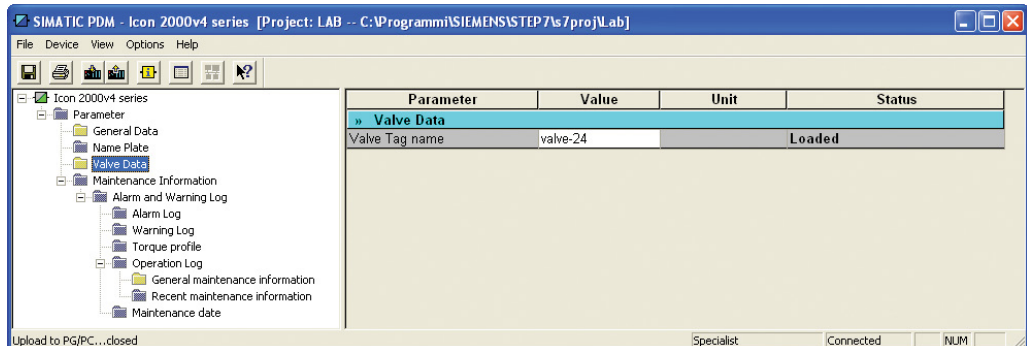 SIMATIC PDM - Icon 2000v4 series [Project: LAB -- C:\Programmi\SIEMENS\STEP7\s7proj\Lab]
File Device View Options Help
Icon 2000v4 series
Parameter
General Data
Name Plate
Valve Data
Maintenance Information
Alarm and Warning Log
Alarm Log
Warning Log
Torque profile
Operation Log
General maintenance information
Recent maintenance information
Maintenance date
Parameter Value Unit Status
» Valve Data
Valve Tag name valve-24 Loaded
Upload to PG/PC...closed Specialist Connected NUM